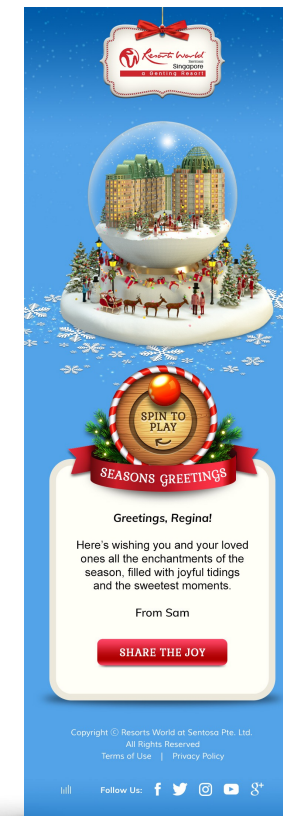 Resorts World
Sentosa
Singapore
a Genting Resort
SPIN TO
PLAY
SEASONS GREETINGS
Greetings, Regina!
Here's wishing you and your loved
ones all the enchantments of the
season, filled with joyful tidings
and the sweetest moments.
From Sam
SHARE THE JOY
Copyright © Resorts World at Sentosa Pte. Ltd.
All Rights Reserved
Terms of Use | Privacy Policy
Follow Us: